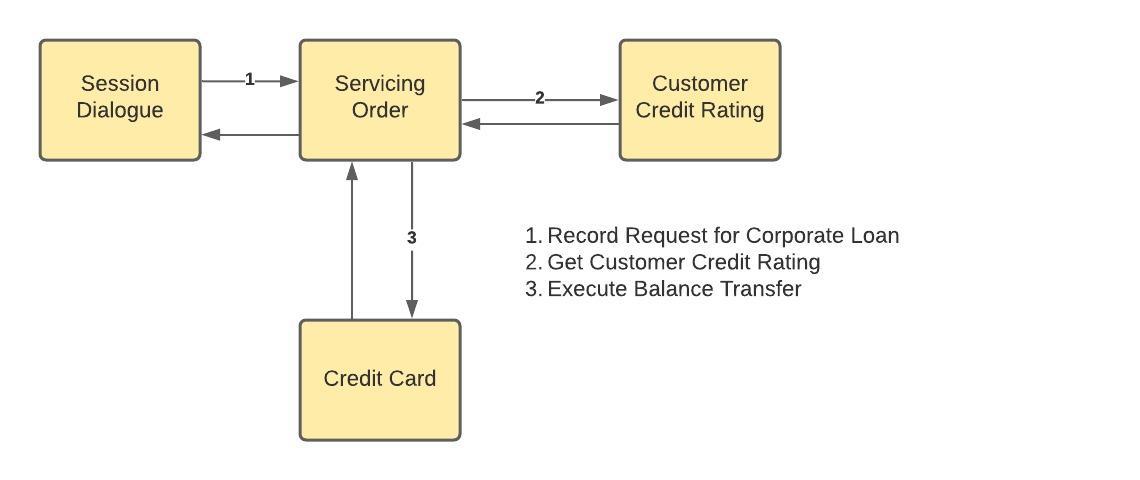 Session
Dialogue
1
Servicing
Order
2
Customer
Credit Rating
3
1. Record Request for Corporate Loan
2. Get Customer Credit Rating
3. Execute Balance Transfer
Credit Card